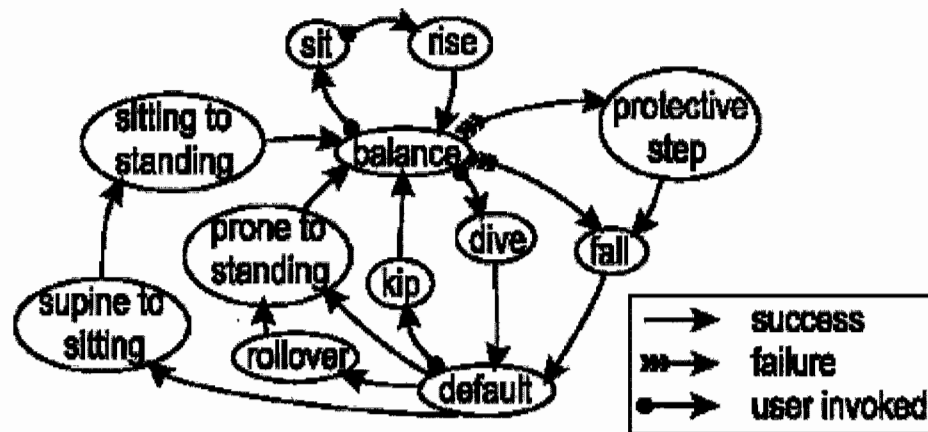 sit
rise
protective
step
sitting to
standing
balance
prone to
standing
dive
fall
kip
supine to
sitting
rollover
default
success
failure
user invoked